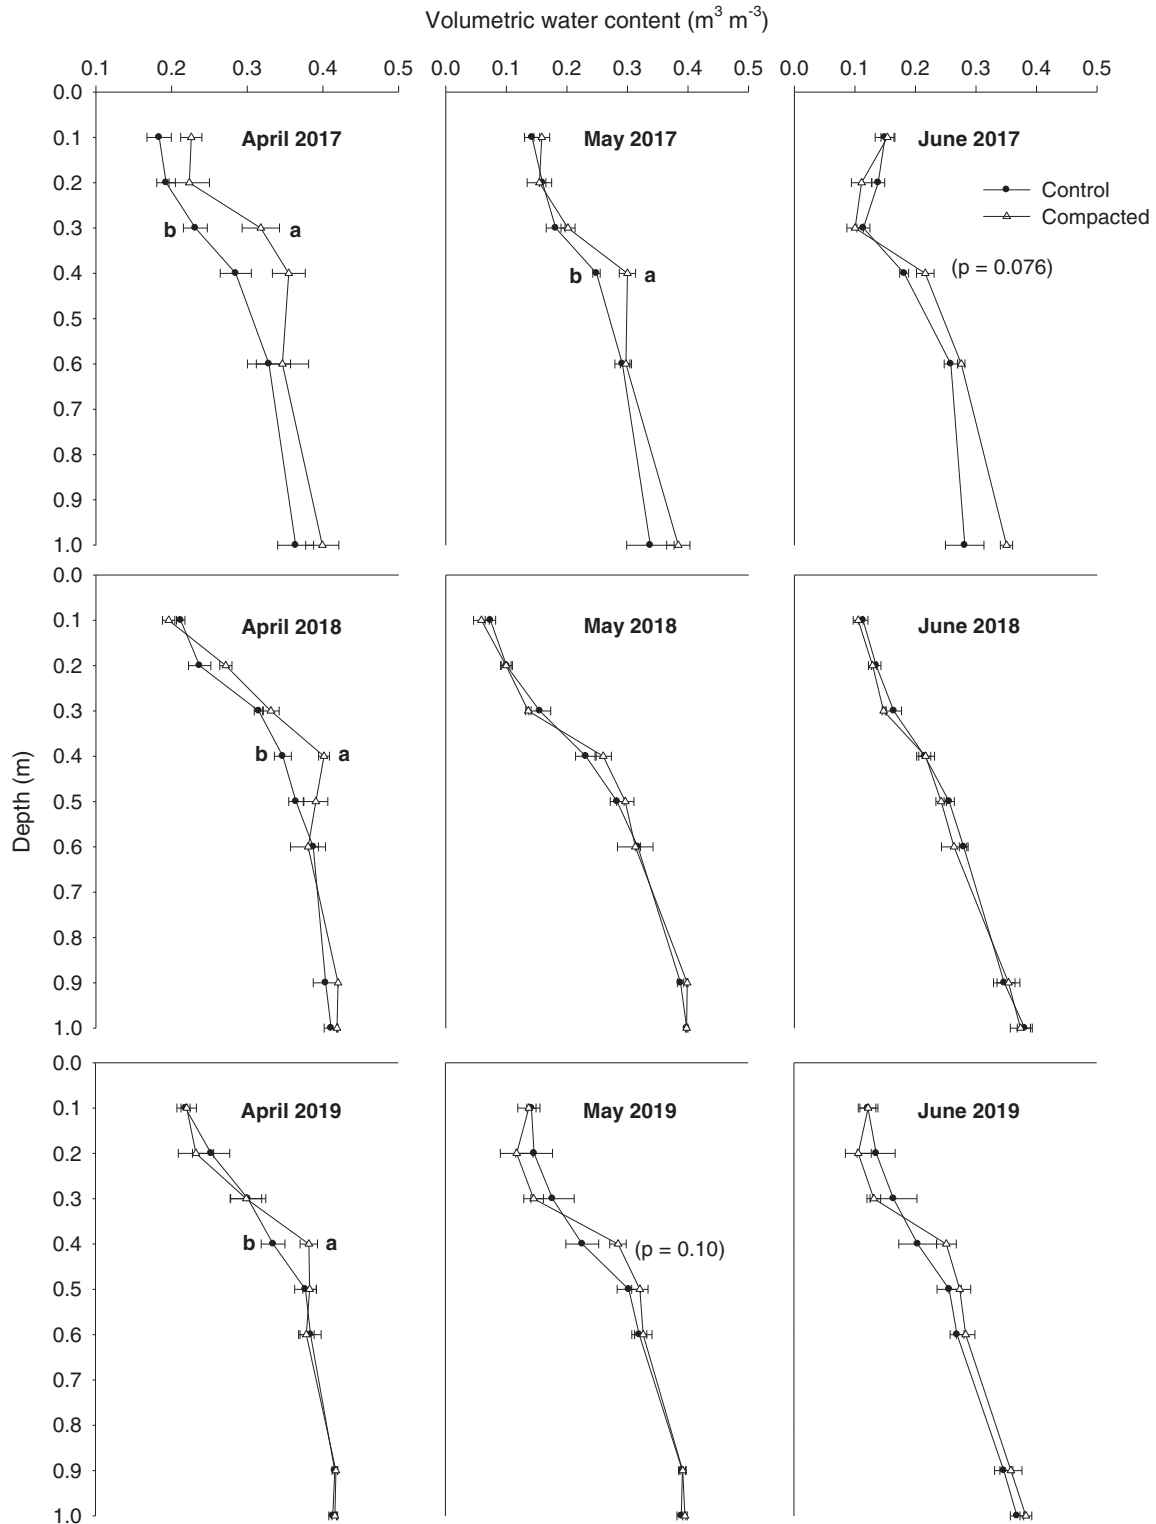 Volumetric water content (m³ m⁻³)
0.1 0.2 0.3 0.4 0.5 0.0 0.1 0.2 0.3 0.4 0.5 0.0 0.1 0.2 0.3 0.4 0.5
0.0
0.1 April 2017 May 2017 June 2017
0.2 Control
Compacted
0.3 b a
0.4 b a (p = 0.076)
0.5
0.6
0.7
0.8
0.9
1.0
0.0
0.1 April 2018 May 2018 June 2018
0.2
0.3
0.4 b a
0.5
0.6
0.7
0.8
0.9
1.0
Depth (m)
0.0
0.1 April 2019 May 2019 June 2019
0.2
0.3
0.4 b a (p = 0.10)
0.5
0.6
0.7
0.8
0.9
1.0